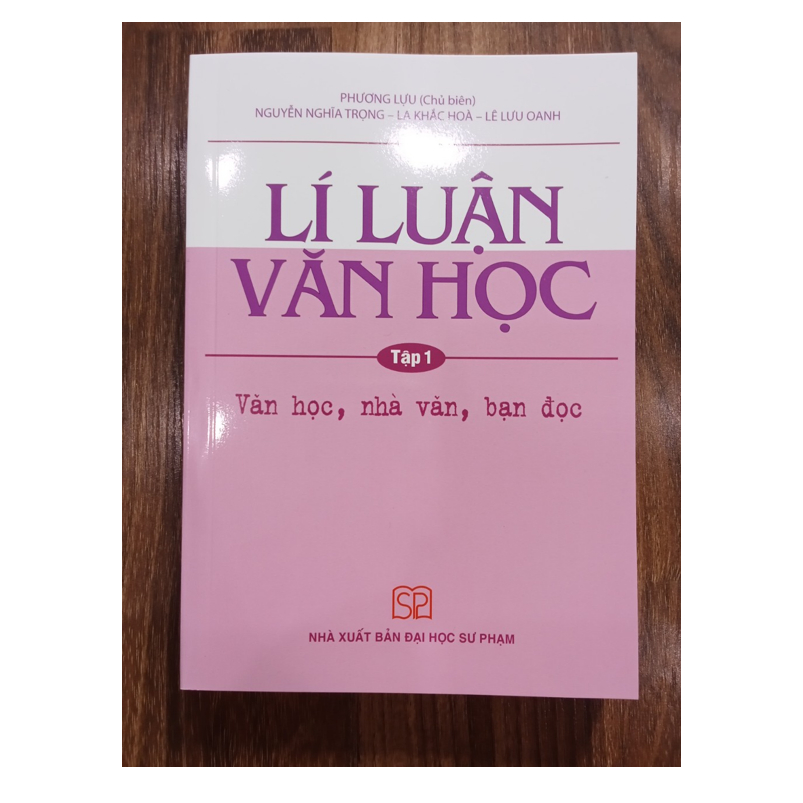 PHƯƠNG LỰU (Chủ biên)
NGUYỄN NGHĨA TRỌNG – LA KHẮC HOÀ – LÊ LƯU OANH
LÍ LUẬN
VĂN HỌC
Tập 1
Văn học, nhà văn, bạn đọc
SP
NHÀ XUẤT BẢN ĐẠI HỌC SƯ PHẠM